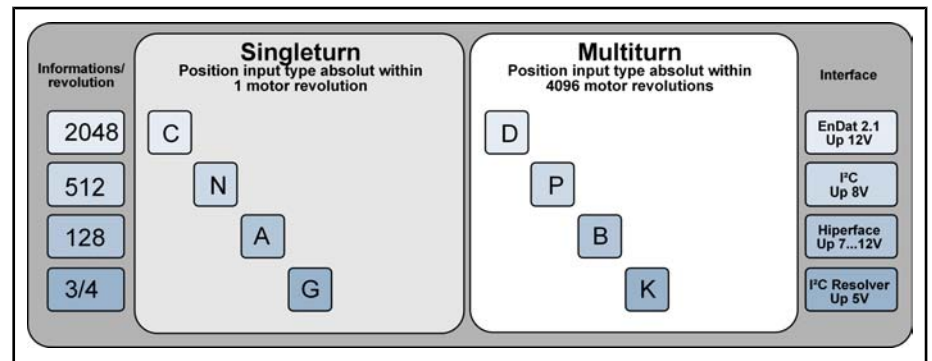 Singleturn
Position input type absolut within
1 motor revolution
Multiturn
Position input type absolut within
4096 motor revolutions
Informations/
revolution
Interface
2048
C
D
EnDat 2.1
Up 12V
512
N
P
I²C
Up 8V
128
A
B
Hiperface
Up 7...12V
3/4
G
K
I²C Resolver
Up 5V